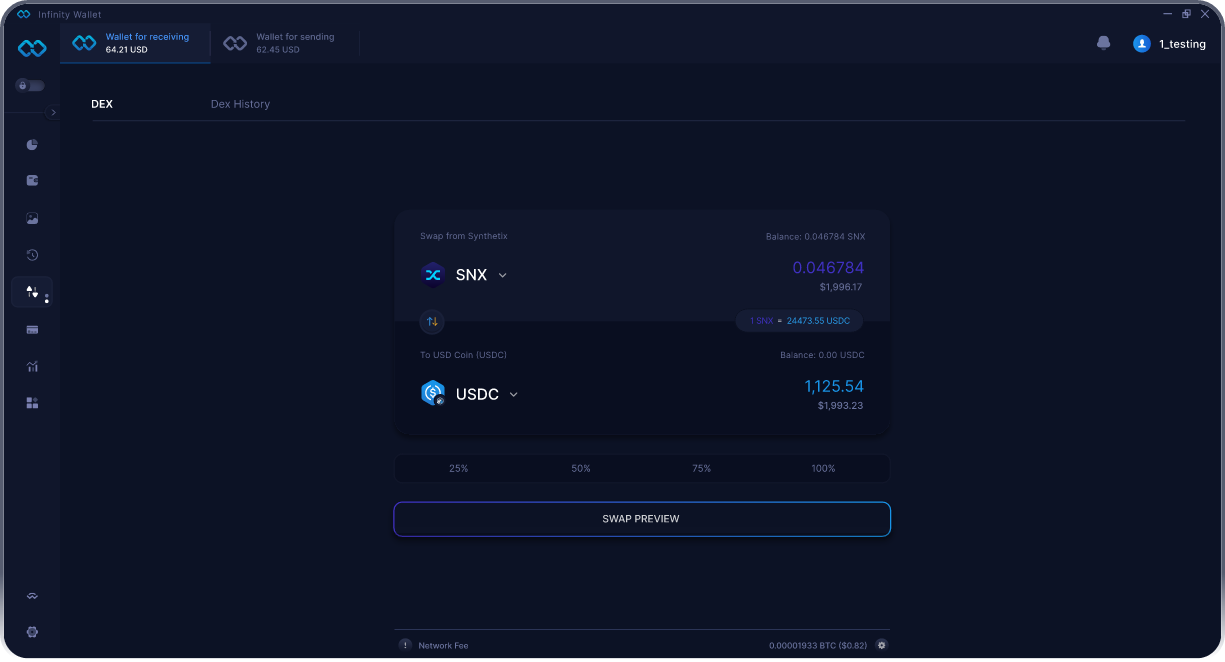 Infinity Wallet
Wallet for receiving
64.21 USD
Wallet for sending
62.45 USD
1_testing
DEX
Dex History
Swap from Synthetix
Balance: 0.046784 SNX
SNX
0.046784
$1,996.17
1 SNX = 24473.55 USDC
To USD Coin (USDC)
Balance: 0.00 USDC
USDC
1,125.54
$1,993.23
25% 50% 75% 100%
SWAP PREVIEW
Network Fee
0.00001933 BTC ($0.82)